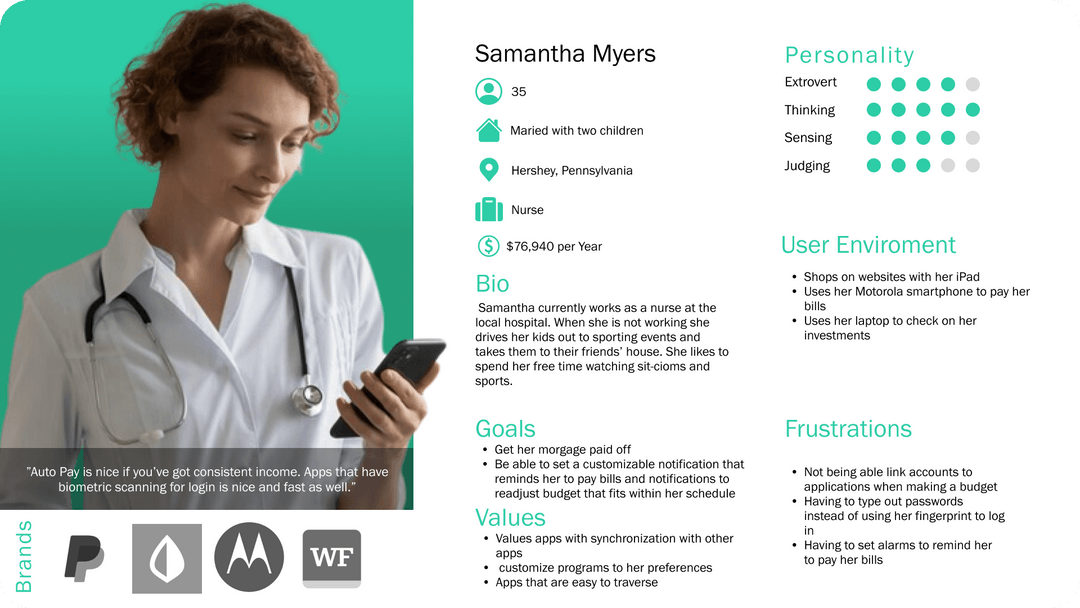 Samantha Myers
35
Maried with two children
Hershey, Pennsylvania
Nurse
$
$76,940 per Year
Bio
Samantha currently works as a nurse at the
local hospital. When she is not working she
drives her kids out to sporting events and
takes them to their friends’ house. She likes to
spend her free time watching sit-cioms and
sports.
Goals
• Get her morgage paid off
• Be able to set a customizable notification that
reminds her to pay bills and notifications to
readjust budget that fits within her schedule
Values
• Values apps with synchronization with other
apps
• customize programs to her preferences
• Apps that are easy to traverse
Personality
Extrovert
Thinking
Sensing
Judging
User Enviroment
• Shops on websites with her iPad
• Uses her Motorola smartphone to pay her
bills
• Uses her laptop to check on her
investments
Frustrations
• Not being able link accounts to
applications when making a budget
• Having to type out passwords
instead of using her fingerprint to log
in
• Having to set alarms to remind her
to pay her bills
”Auto Pay is nice if you’ve got consistent income. Apps that have
biometric scanning for login is nice and fast as well.”
Brands
P
M
WF